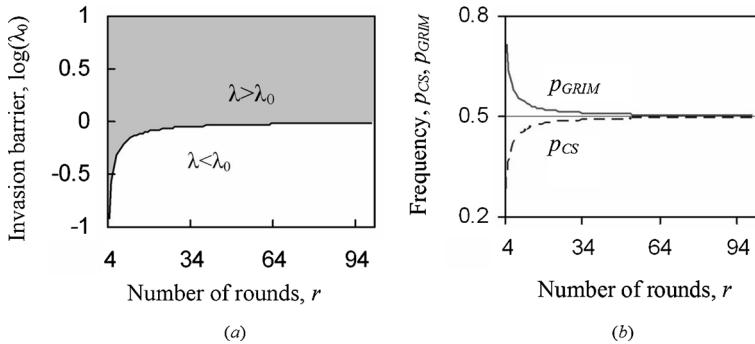 Invasion barrier, log(λ₀)
1
0.5
0
-0.5
-1
λ>λ₀
λ<λ₀
4 34 64 94
Number of rounds, r
(a)
Frequency, pCS, pGRIM
0.8
0.5
0.2
pGRIM
pCS
4 34 64 94
Number of rounds, r
(b)